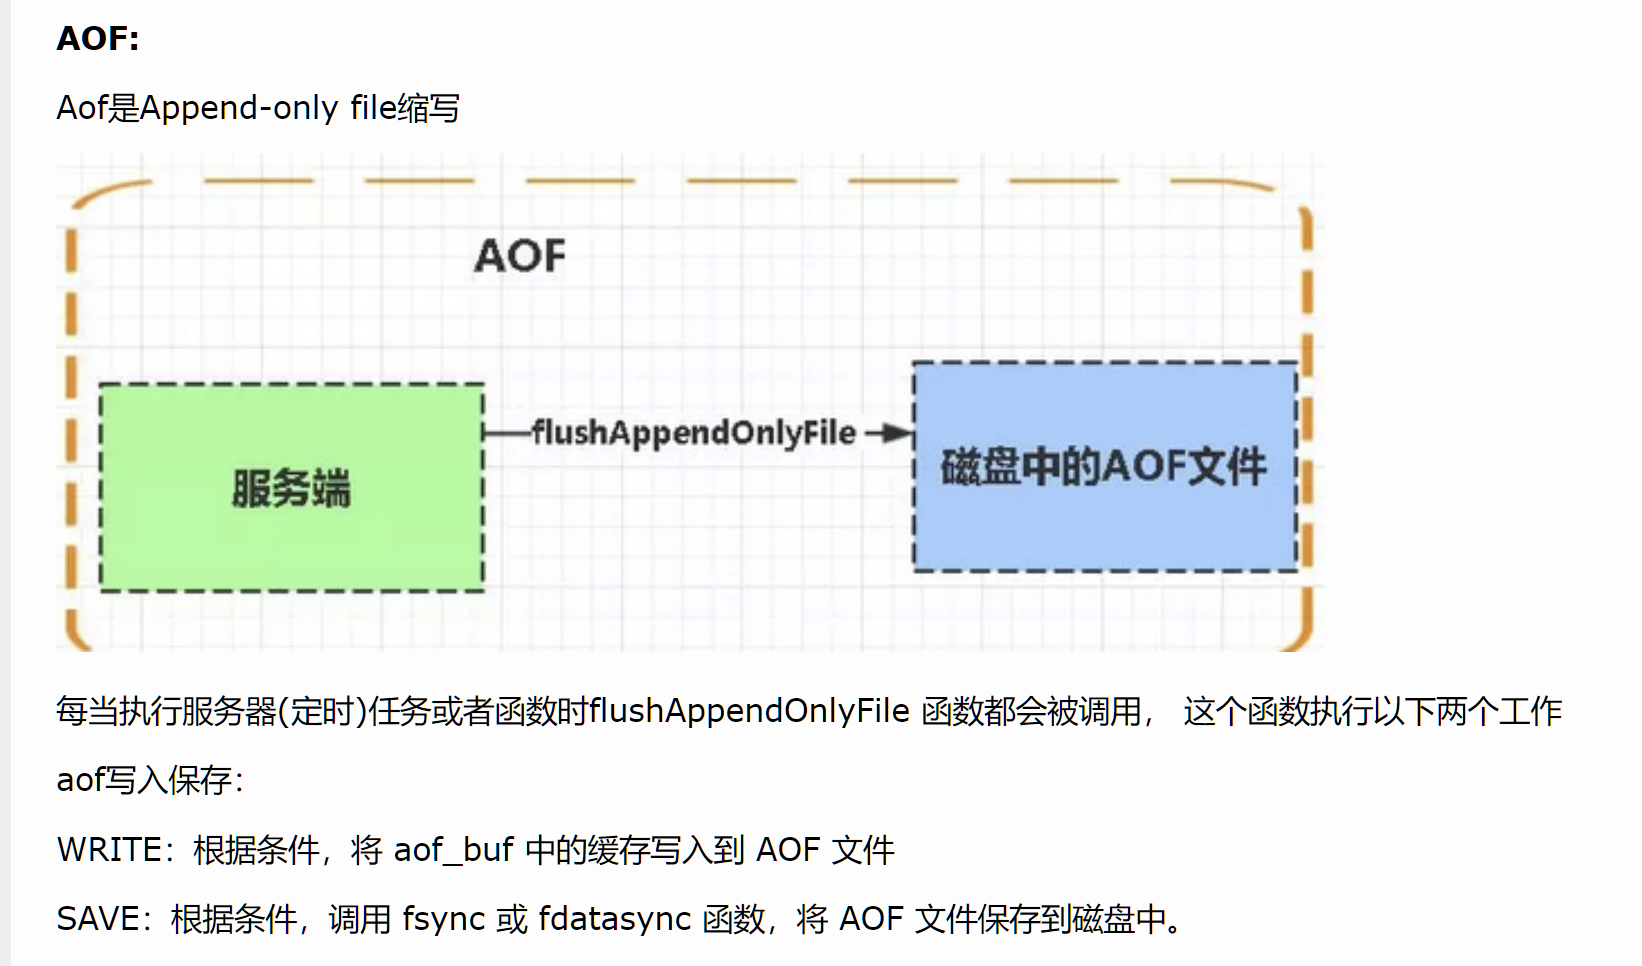 AOF:
Aof是Append-only file缩写
AOF
服务端
flushAppendOnlyFile
磁盘中的AOF文件
每当执行服务器(定时)任务或者函数时flushAppendOnlyFile 函数都会被调用， 这个函数执行以下两个工作
aof写入保存：
WRITE：根据条件，将 aof_buf 中的缓存写入到 AOF 文件
SAVE：根据条件，调用 fsync 或 fdatasync 函数，将 AOF 文件保存到磁盘中。